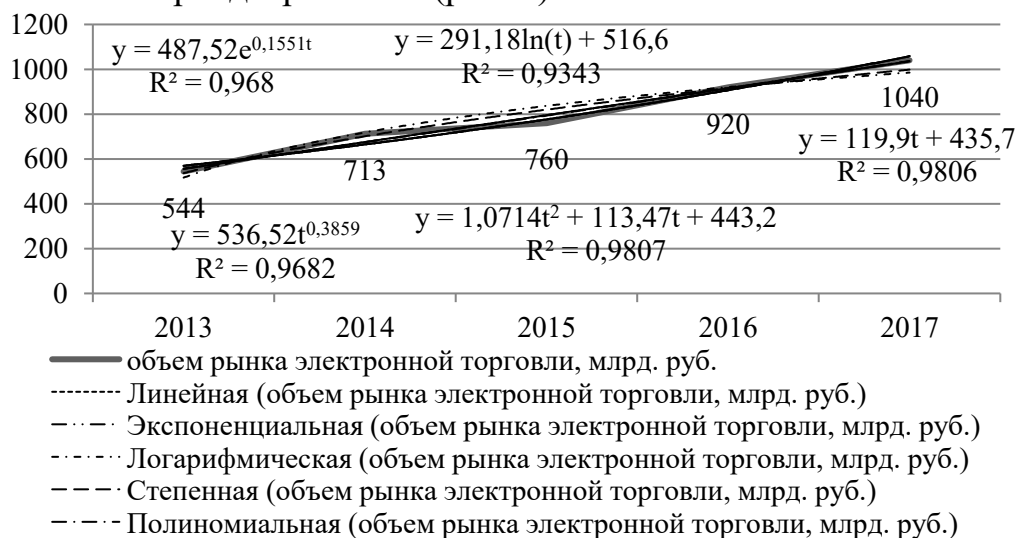 1200
y = 487,52e^0,1551t
R² = 0,968
y = 291,18ln(t) + 516,6
R² = 0,9343
1000
800
600
400
200
0
544
713
760
920
1040
y = 119,9t + 435,7
R² = 0,9806
y = 536,52t^0,3859
R² = 0,9682
y = 1,0714t² + 113,47t + 443,2
R² = 0,9807
2013 2014 2015 2016 2017
объем рынка электронной торговли, млрд. руб.
Линейная (объем рынка электронной торговли, млрд. руб.)
Экспоненциальная (объем рынка электронной торговли, млрд. руб.)
Логарифмическая (объем рынка электронной торговли, млрд. руб.)
Степенная (объем рынка электронной торговли, млрд. руб.)
Полиномиальная (объем рынка электронной торговли, млрд. руб.)